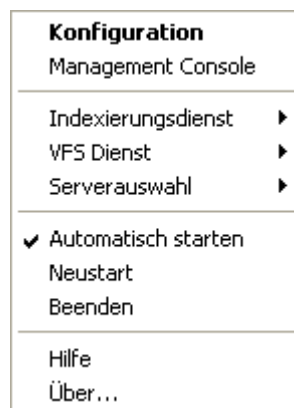 Konfiguration
Management Console
Indexierungsdienst
VFS Dienst
Serverauswahl
Automatisch starten
Neustart
Beenden
Hilfe
Über...